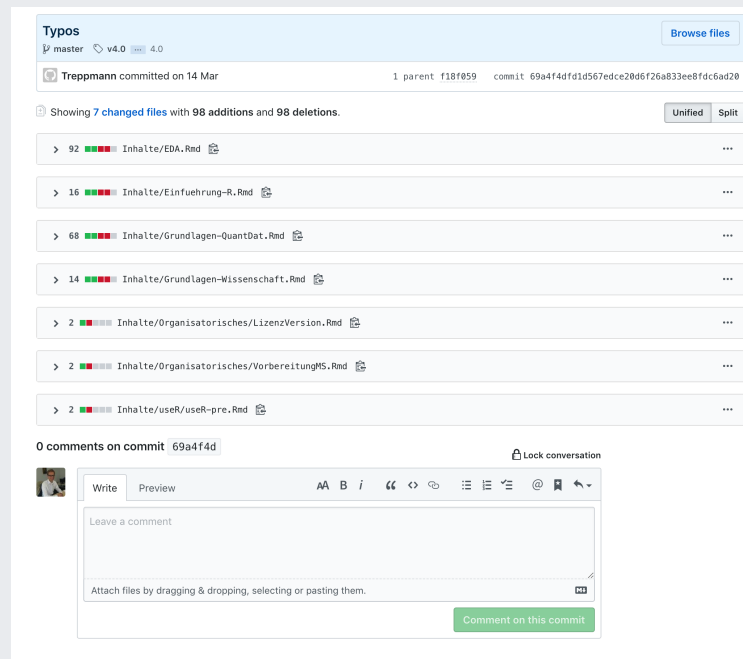 Typos
Browse files
master v4.0 ... 4.0
Treppmann committed on 14 Mar
1 parent f18f059 commit 69a4f4dfd1d567edce20d6f26a833ee8fdc6ad20
Showing 7 changed files with 98 additions and 98 deletions.
Unified Split
92 Inhalte/EDA.Rmd
16 Inhalte/Einfuehrung-R.Rmd
68 Inhalte/Grundlagen-QuantDat.Rmd
14 Inhalte/Grundlagen-Wissenschaft.Rmd
2 Inhalte/Organisatorisches/LizenzVersion.Rmd
2 Inhalte/Organisatorisches/VorbereitungMS.Rmd
2 Inhalte/useR/useR-pre.Rmd
0 comments on commit 69a4f4d
Lock conversation
Write Preview
Leave a comment
Attach files by dragging & dropping, selecting or pasting them.
Comment on this commit